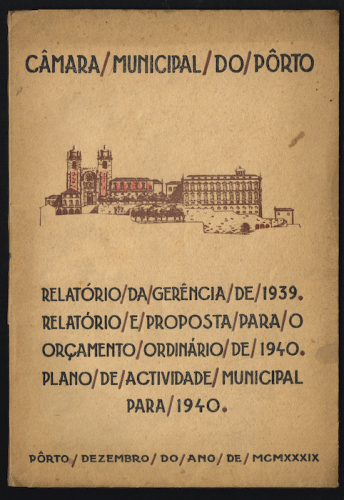 CÂMARA/MUNICIPAL/DO/PÔRTO
RELATÓRIO/DA/GERÊNCIA/DE/1939.
RELATÓRIO/E/PROPOSTA/PARA/O
ORÇAMENTO/ORDINÁRIO/DE/1940.
PLANO/DE/ACTIVIDADE/MUNICIPAL
PARA/1940.
PÔRTO/DEZEMBRO/DO/ANO/DE/MCMXXXIX